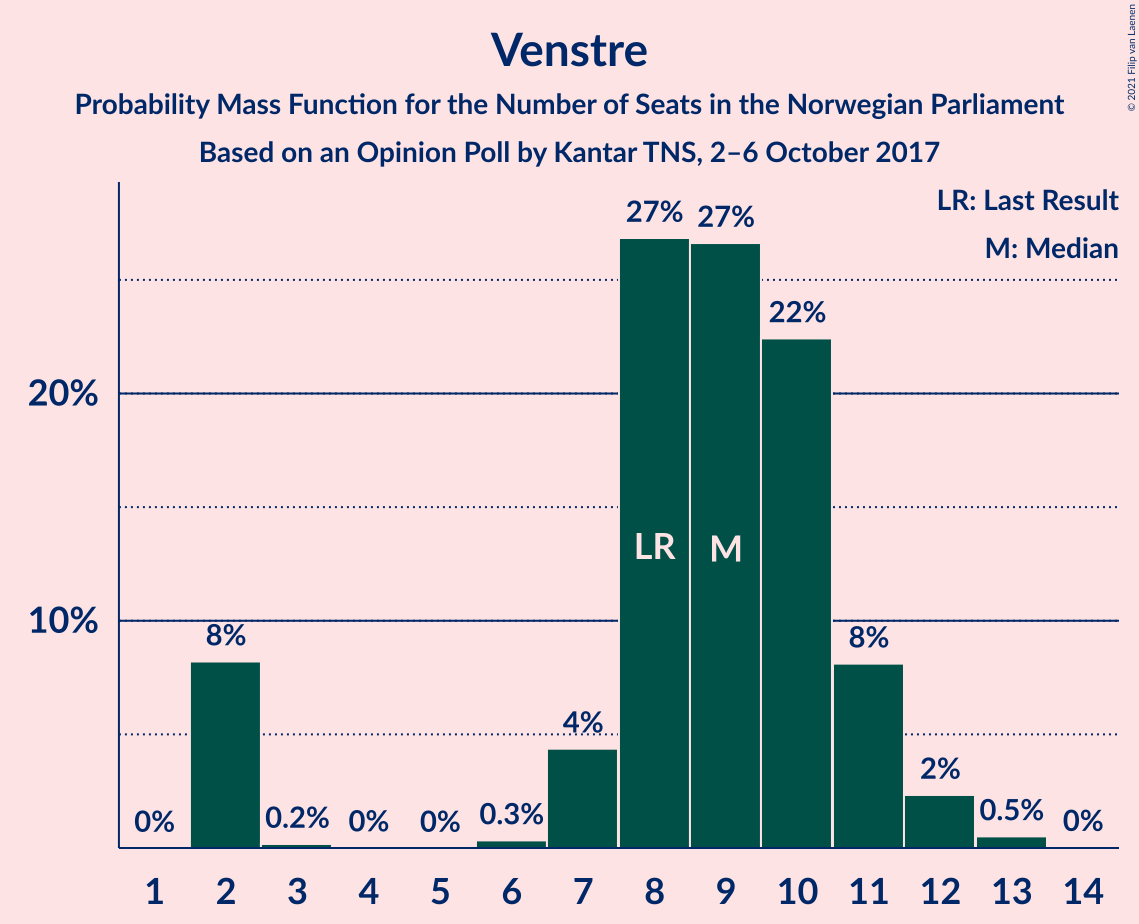 Venstre
Probability Mass Function for the Number of Seats in the Norwegian Parliament
Based on an Opinion Poll by Kantar TNS, 2–6 October 2017
© 2021 Filip van Laenen
LR: Last Result
M: Median
20%
10%
0%
8%
0.2%
0%
0%
0.3%
4%
27%
27%
22%
8%
2%
0.5%
0%
LR
M
1 2 3 4 5 6 7 8 9 10 11 12 13 14